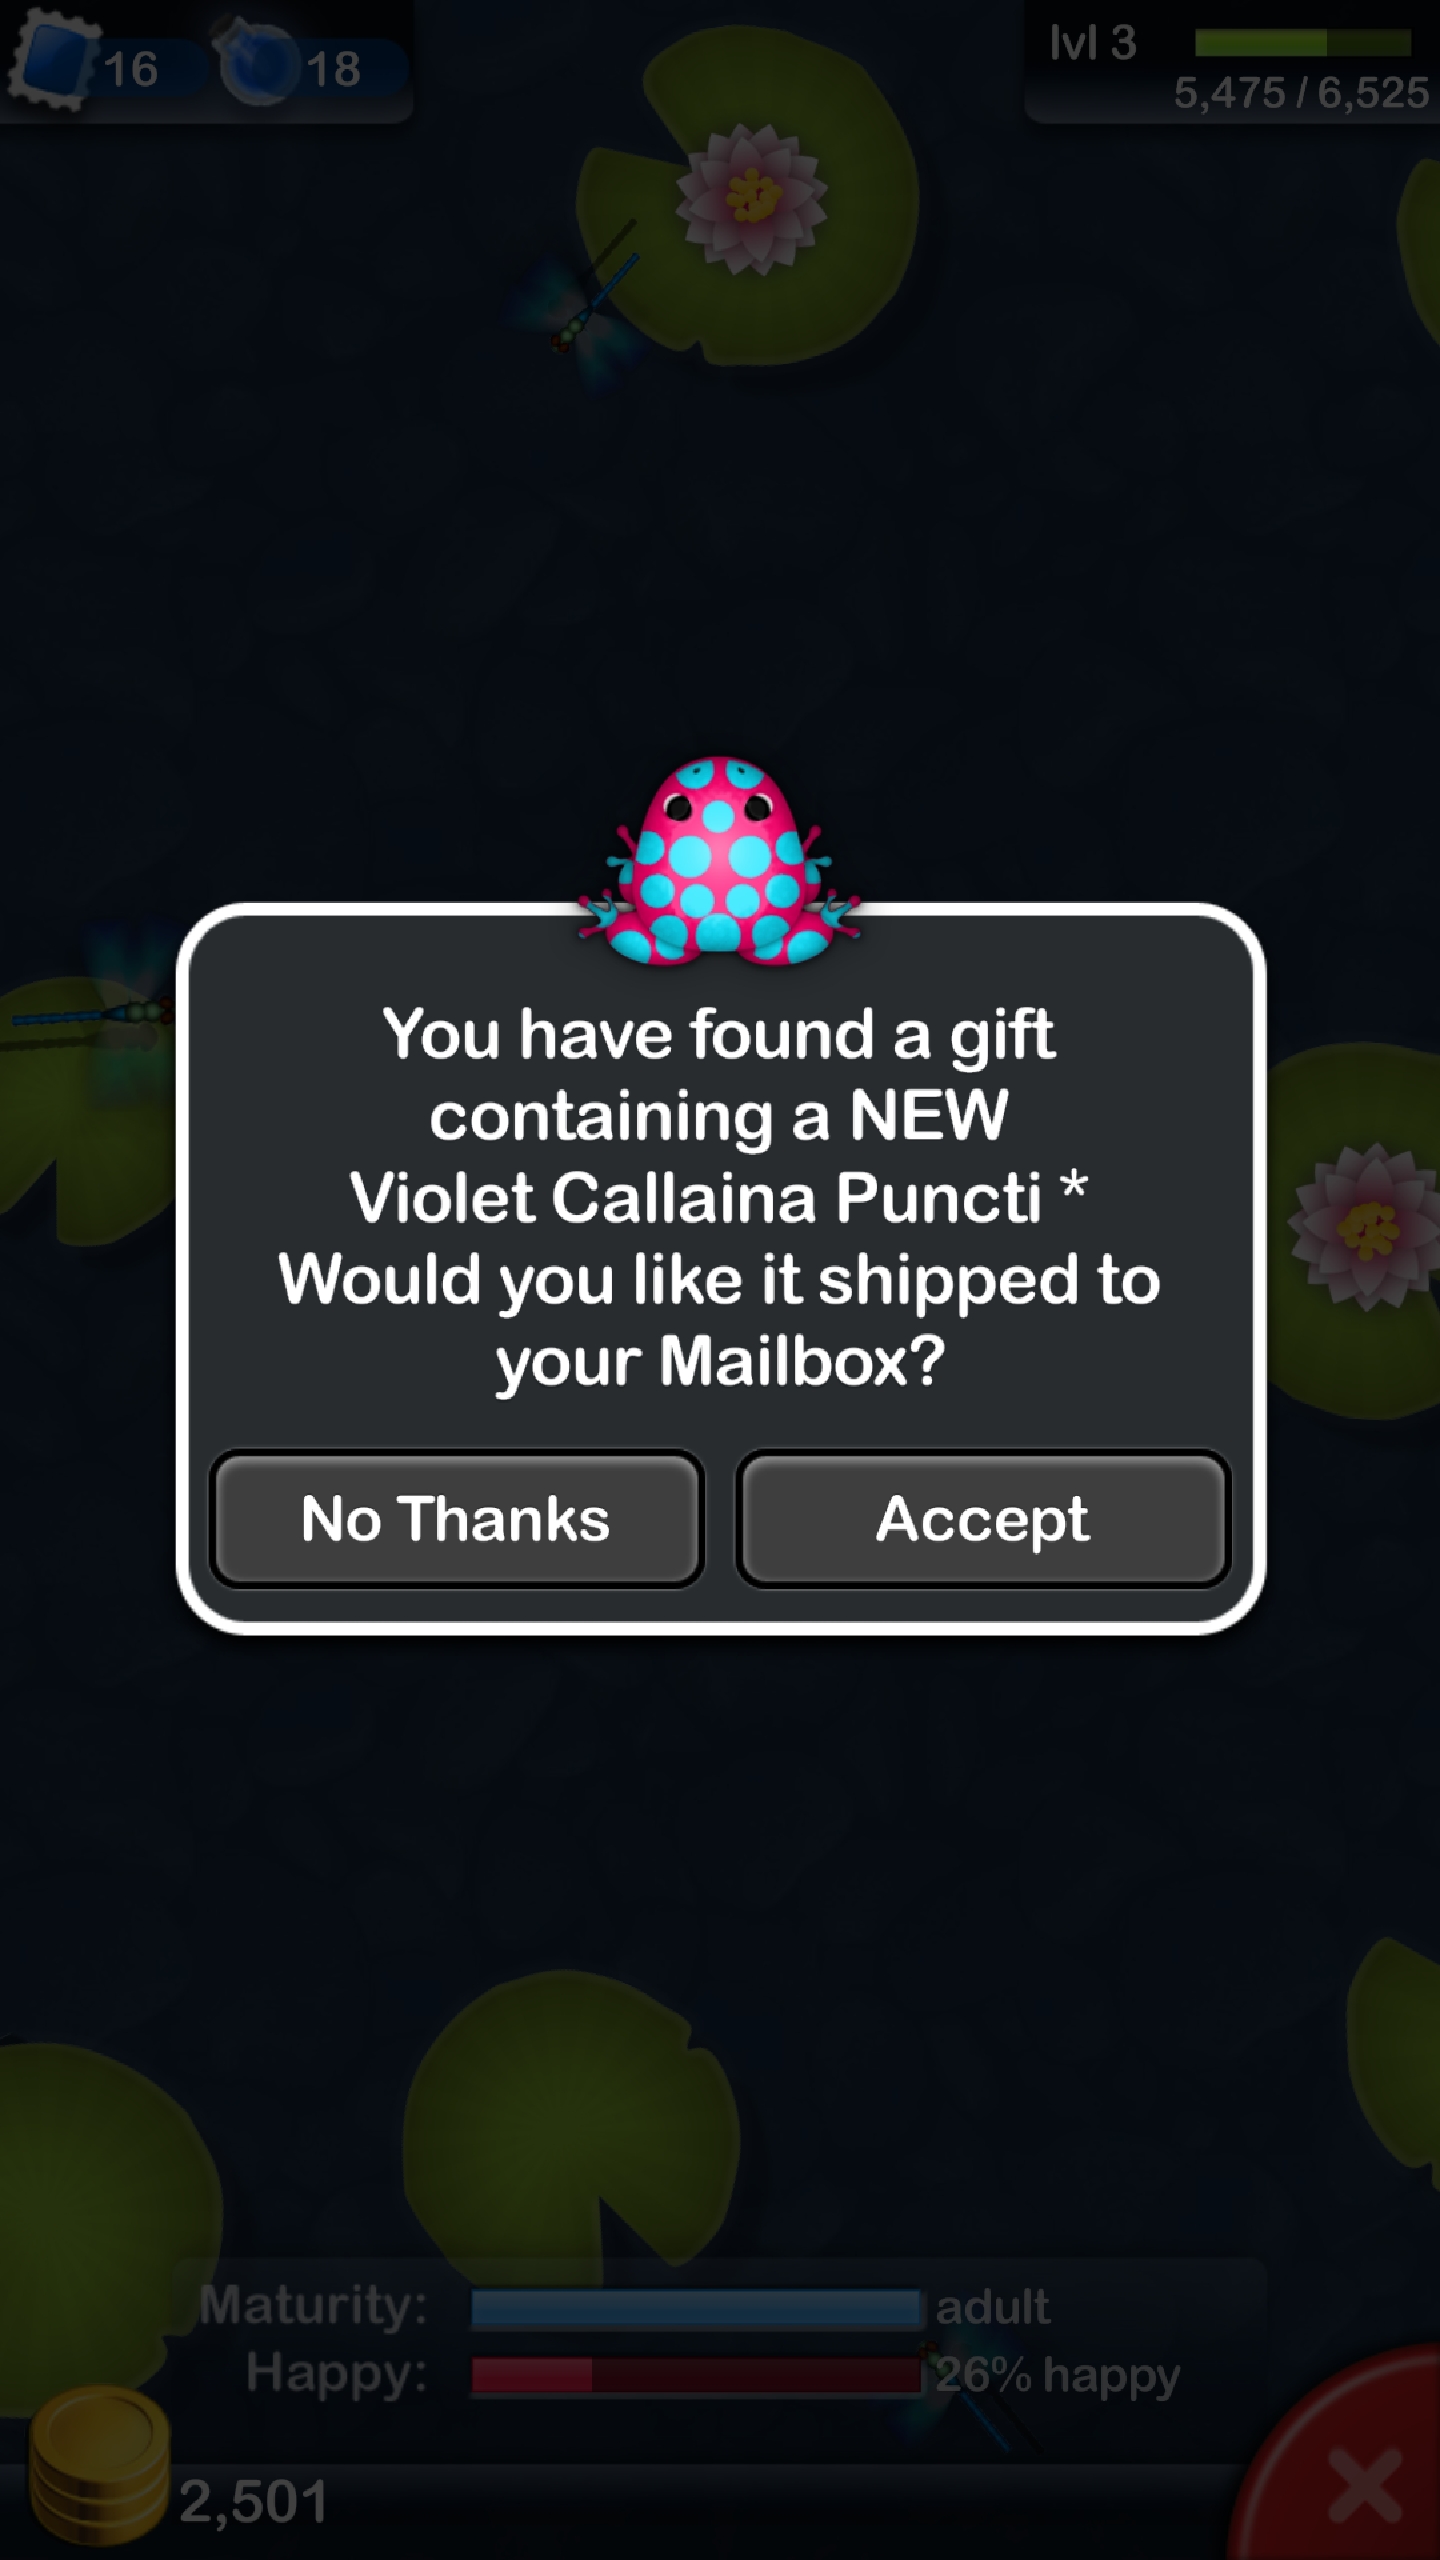 16 18 lvl 3
5,475 / 6,525
You have found a gift
containing a NEW
Violet Callaina Puncti *
Would you like it shipped to
your Mailbox?
No Thanks Accept
Maturity: adult
Happy: 26% happy
2,501